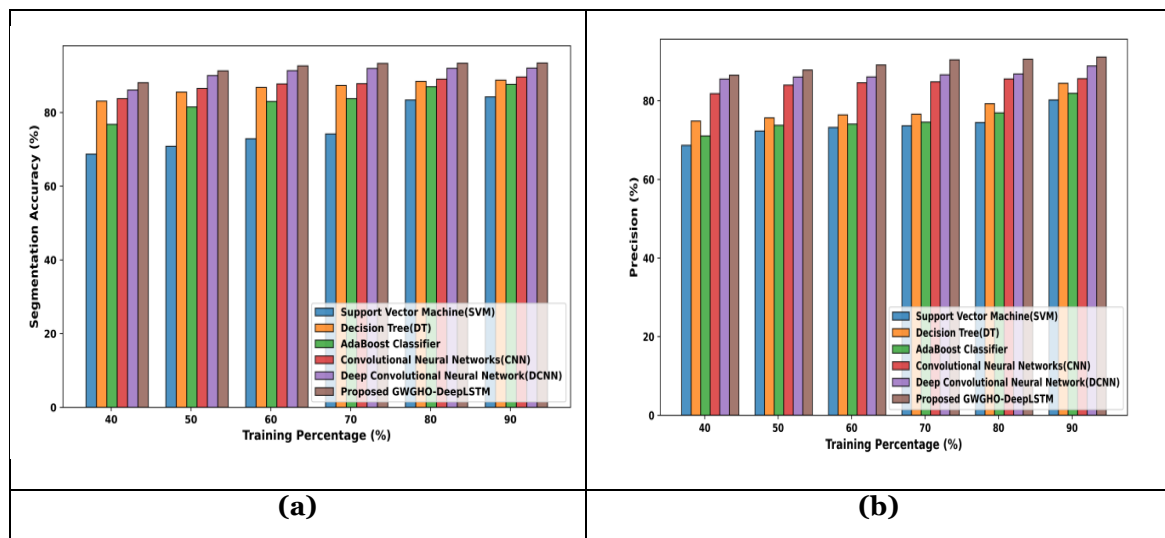 Segmentation Accuracy (%)
80
60
40
20
0
Support Vector Machine(SVM)
Decision Tree(DT)
AdaBoost Classifier
Convolutional Neural Networks(CNN)
Deep Convolutional Neural Network(DCNN)
Proposed GWGHO-DeepLSTM
40 50 60 70 80 90
Training Percentage (%)
Precision (%)
80
60
40
20
0
Support Vector Machine(SVM)
Decision Tree(DT)
AdaBoost Classifier
Convolutional Neural Networks(CNN)
Deep Convolutional Neural Network(DCNN)
Proposed GWGHO-DeepLSTM
40 50 60 70 80 90
Training Percentage (%)
(a)
(b)